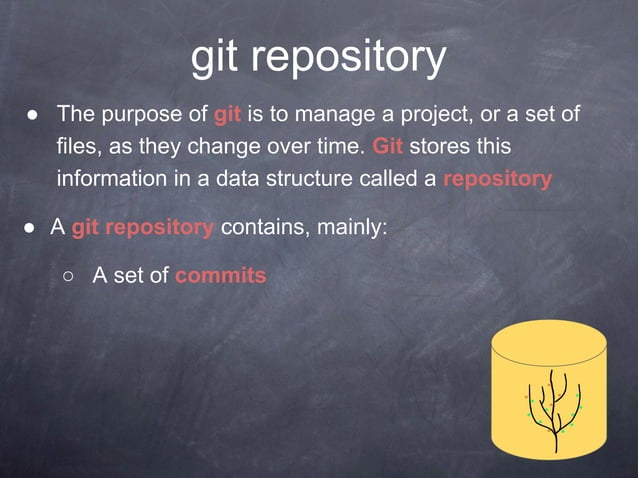 git repository
● The purpose of git is to manage a project, or a set of
files, as they change over time. Git stores this
information in a data structure called a repository
● A git repository contains, mainly:
○ A set of commits